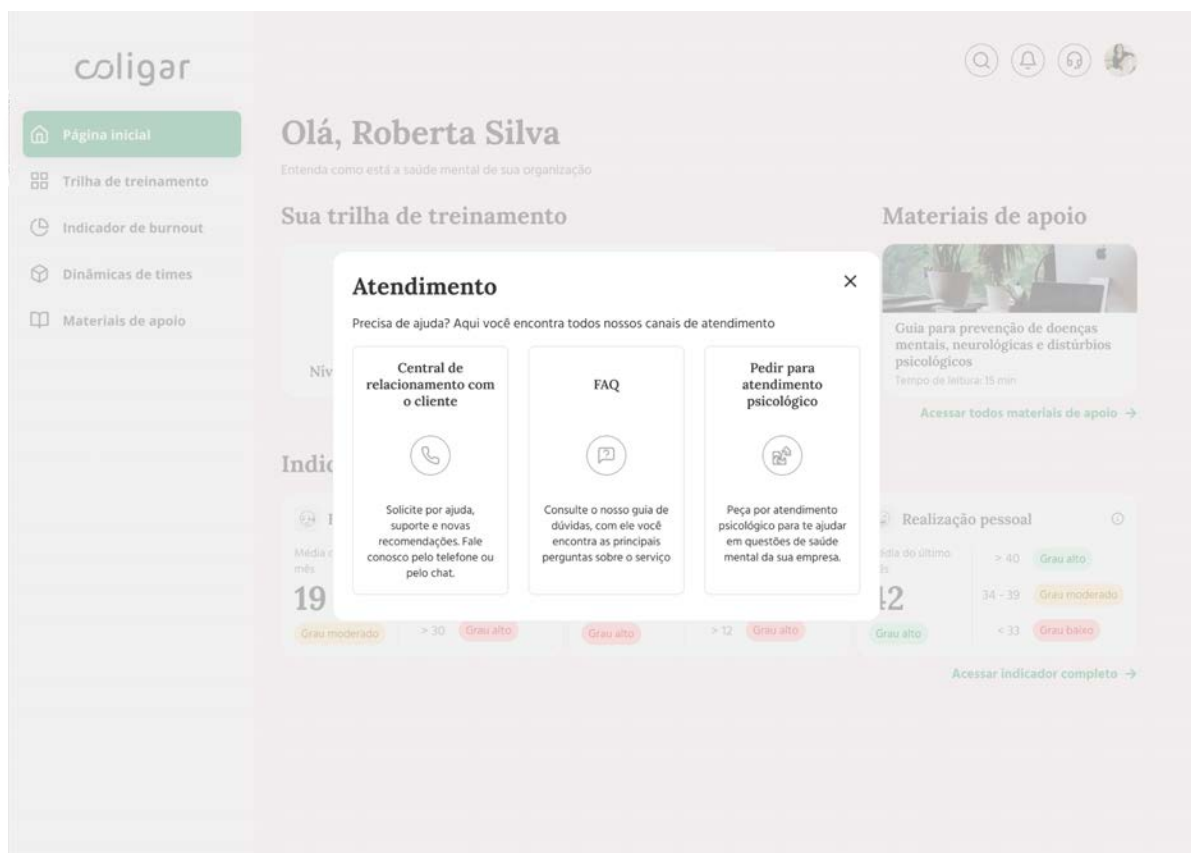 coligar
Página inicial
Trilha de treinamento
Indicador de burnout
Dinâmicas de times
Materiais de apoio
Olá, Roberta Silva
Entenda como está a saúde mental de sua organização
Sua trilha de treinamento
Materiais de apoio
Guia para prevenção de doenças
mentais, neurológicas e distúrbios
psicológicos
Tempo de leitura: 15 min
Acessar todos materiais de apoio →
Atendimento
Precisa de ajuda? Aqui você encontra todos nossos canais de atendimento
Central de
relacionamento com
o cliente
Solicite por ajuda,
suporte e novas
recomendações. Fale
conosco pelo telefone ou
pelo chat.
FAQ
Consulte o nosso guia de
dúvidas, com ele você
encontra as principais
perguntas sobre o serviço
Pedir para
atendimento
psicológico
Peça por atendimento
psicológico para te ajudar
em questões de saúde
mental da sua empresa.
19
Grau moderado
> 30 Grau alto
Grau alto
> 12 Grau alto
Realização pessoal
42
Grau alto
> 40 Grau alto
34 - 39 Grau moderado
< 33 Grau baixo
Acessar indicador completo →